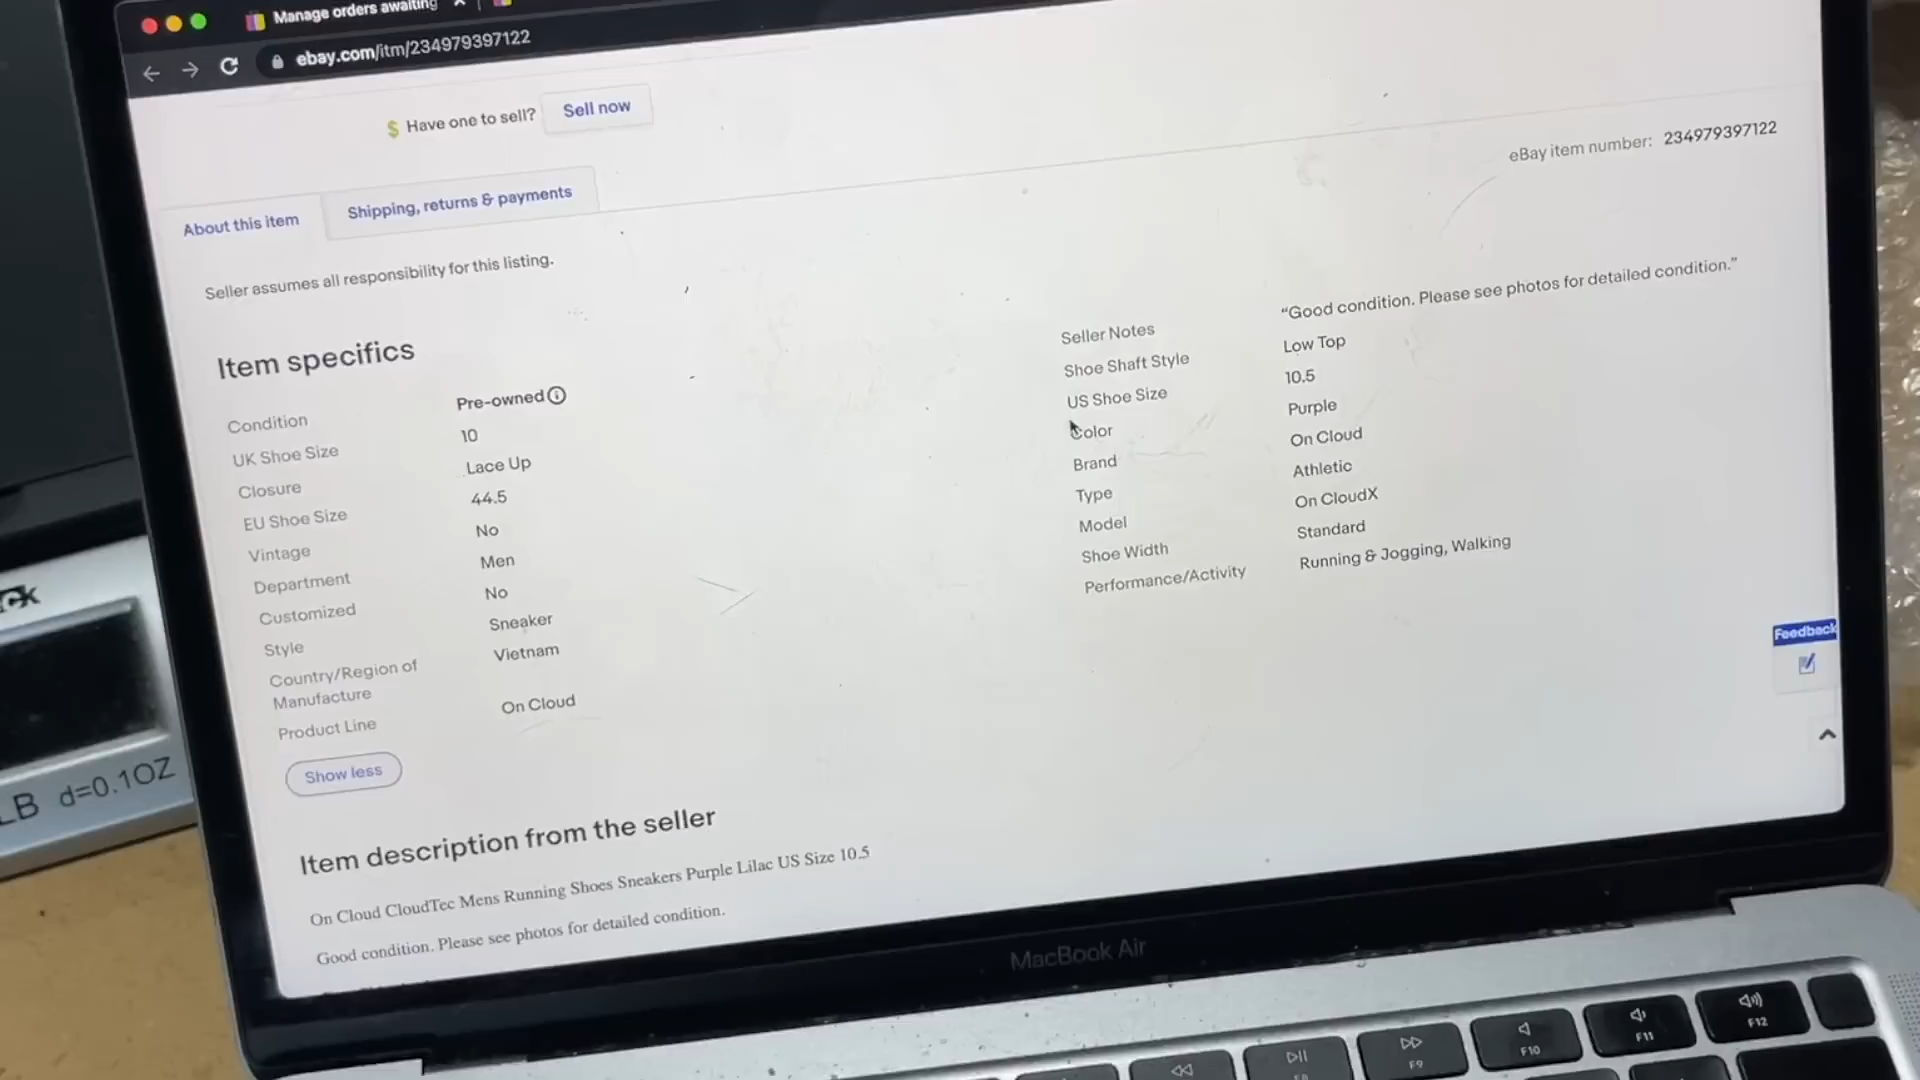 Manage orders awaiting
ebay.com/itm/234979397122
$ Have one to sell? Sell now
eBay item number: 234979397122
About this item
Shipping, returns & payments
Seller assumes all responsibility for this listing.
Item specifics
Condition Pre-owned
UK Shoe Size 10
Closure Lace Up
EU Shoe Size 44.5
Vintage No
Department Men
Customized No
Style Sneaker
Country/Region of
Manufacture Vietnam
Product Line On Cloud
Seller Notes “Good condition. Please see photos for detailed condition.”
Shoe Shaft Style Low Top
US Shoe Size 10.5
Color Purple
Brand On Cloud
Type Athletic
Model On CloudX
Shoe Width Standard
Performance/Activity Running & Jogging, Walking
Feedback
Show less
Item description from the seller
On Cloud CloudTec Mens Running Shoes Sneakers Purple Lilac US Size 10.5
Good condition. Please see photos for detailed condition.
MacBook Air
LB d=0.1OZ
F9
F10
F11
F12